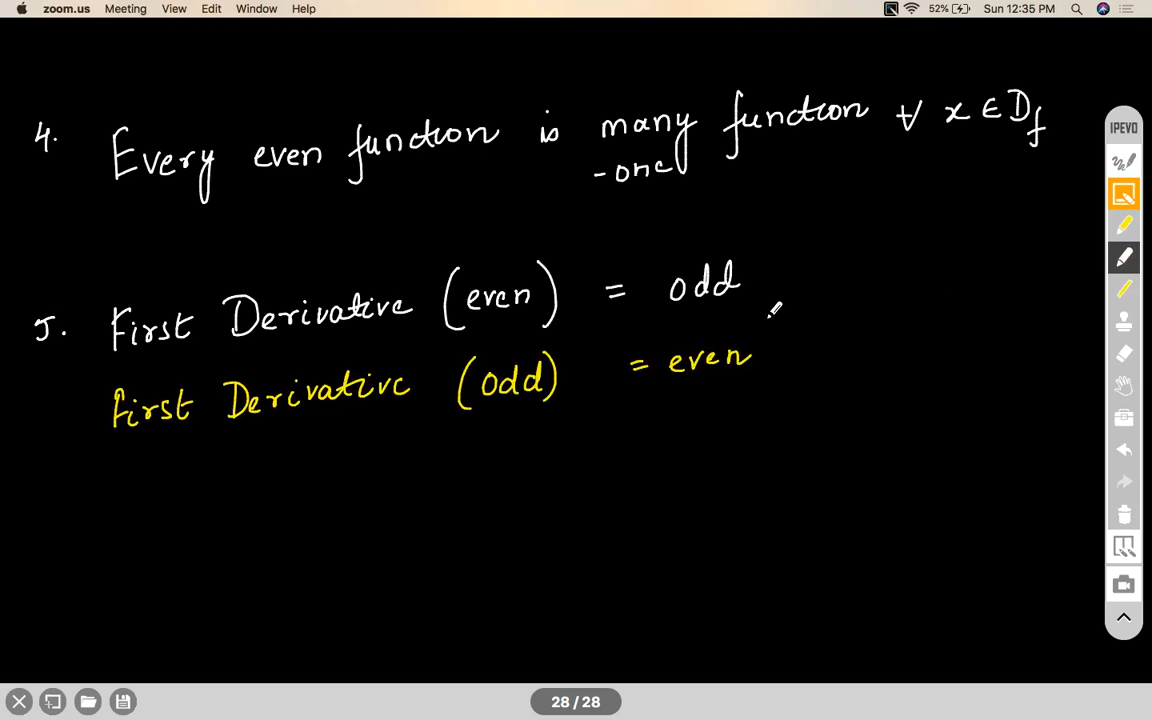 zoom.us Meeting View Edit Window Help 52% Sun 12:35 PM
4. Every even function is many function ∀ x ∈ Df
- one
5. First Derivative (even) = odd
First Derivative (odd) = even
IPEVO
28 / 28